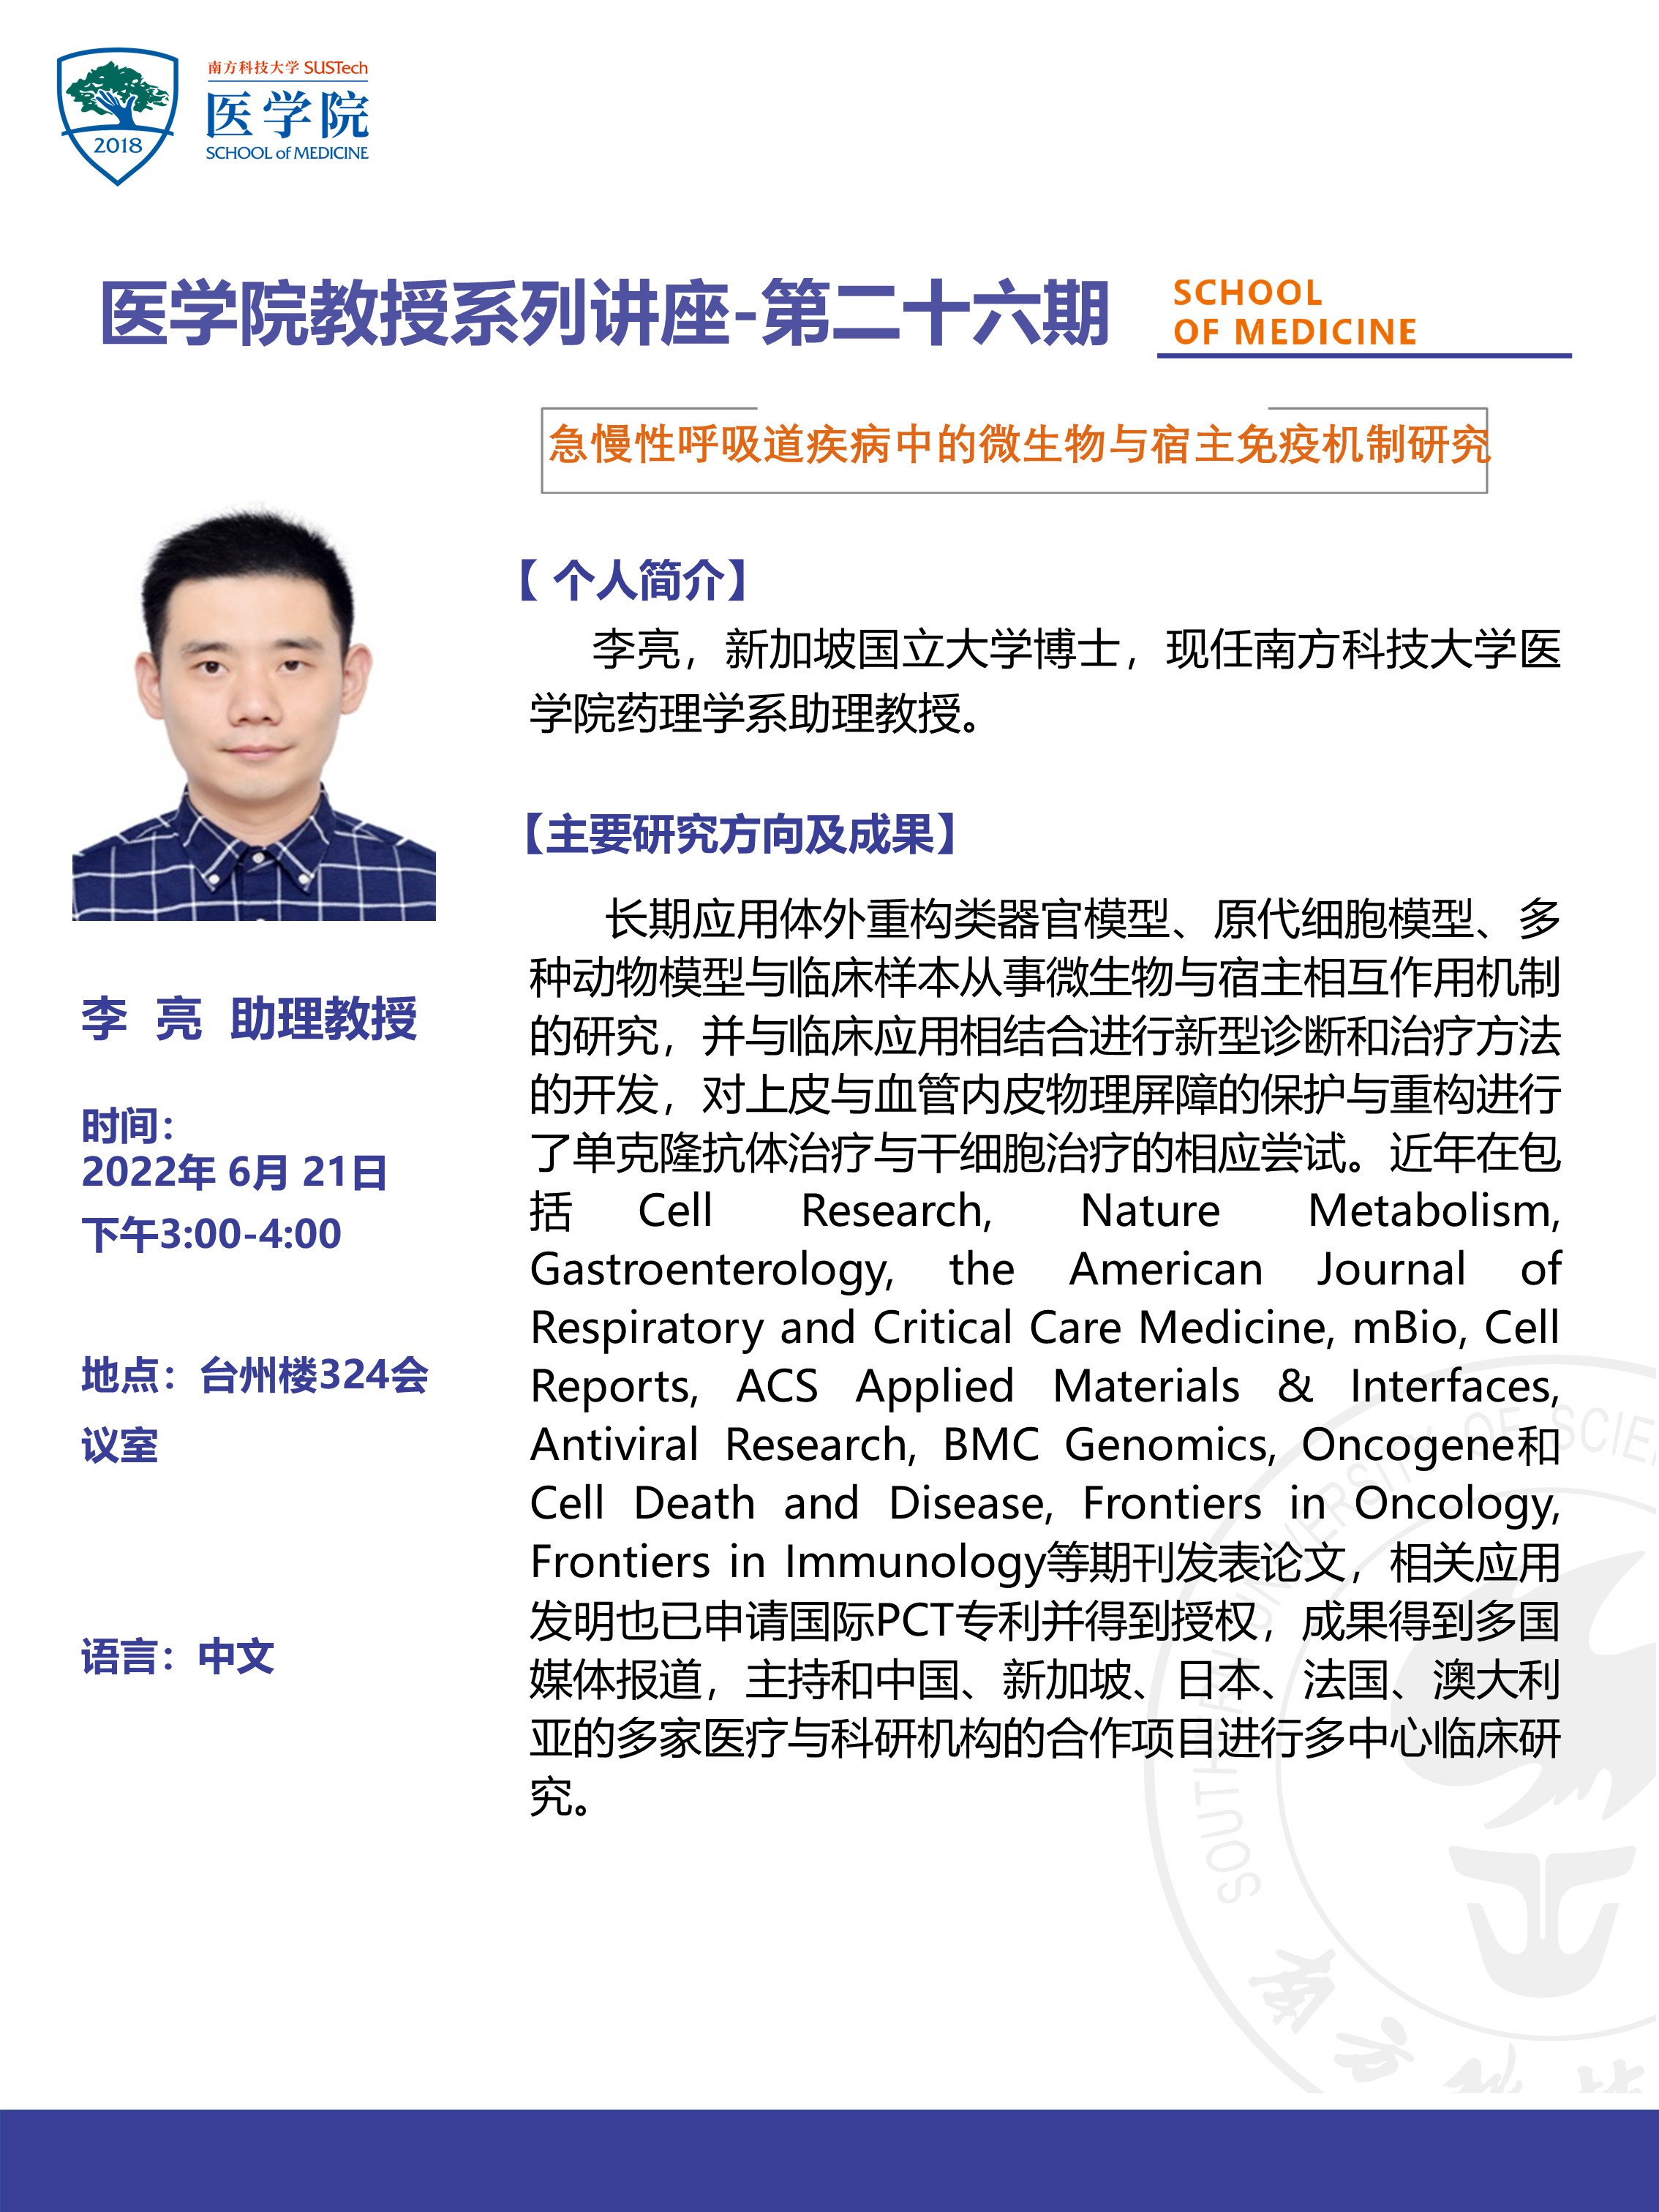 南方科技大学 SUSTech
医学院
SCHOOL of MEDICINE
2018
医学院教授系列讲座-第二十六期
SCHOOL
OF MEDICINE
急慢性呼吸道疾病中的微生物与宿主免疫机制研究
【 个人简介】
李亮，新加坡国立大学博士，现任南方科技大学医
学院药理学系助理教授。
【主要研究方向及成果】
长期应用体外重构类器官模型、原代细胞模型、多
种动物模型与临床样本从事微生物与宿主相互作用机制
的研究，并与临床应用相结合进行新型诊断和治疗方法
的开发，对上皮与血管内皮物理屏障的保护与重构进行
了单克隆抗体治疗与干细胞治疗的相应尝试。近年在包
括 Cell Research, Nature Metabolism,
Gastroenterology, the American Journal of
Respiratory and Critical Care Medicine, mBio, Cell
Reports, ACS Applied Materials & Interfaces,
Antiviral Research, BMC Genomics, Oncogene和
Cell Death and Disease, Frontiers in Oncology,
Frontiers in Immunology等期刊发表论文，相关应用
发明也已申请国际PCT专利并得到授权，成果得到多国
媒体报道，主持和中国、新加坡、日本、法国、澳大利
亚的多家医疗与科研机构的合作项目进行多中心临床研
究。
李 亮 助理教授
时间：
2022年 6月 21日
下午3:00-4:00
地点：台州楼324会
议室
语言：中文
SOUTHERN UNIVERSITY OF SCIE
南方科技